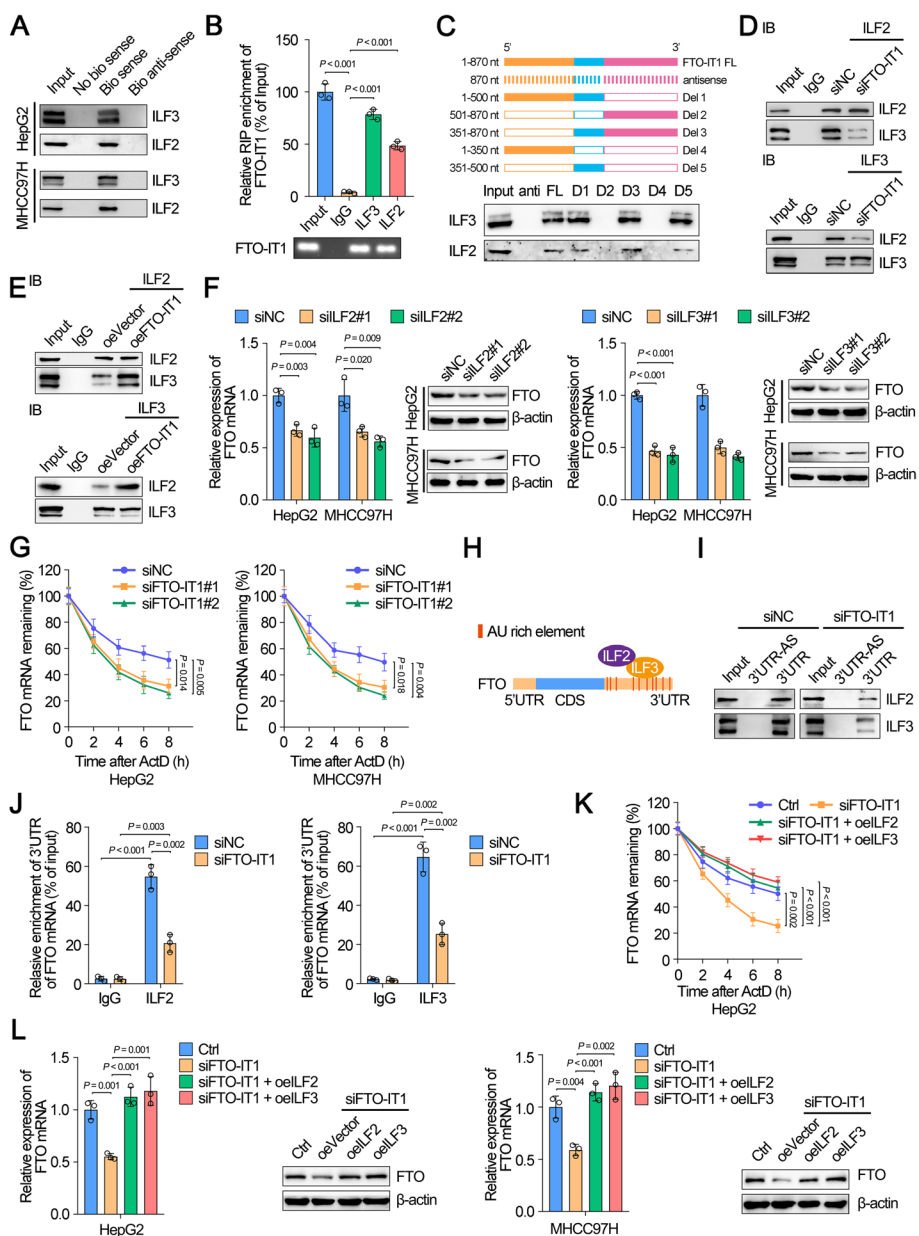 A
Input
No bio sense
Bio sense
Bio anti-sense
HepG2
ILF3
ILF2
MHCC97H
ILF3
ILF2
B
Relative RIP enrichment of
FTO-IT1 (% of Input)
150
100
50
0
P < 0.001
P < 0.001
P < 0.001
Input
IgG
ILF3
ILF2
FTO-IT1
C
5'
3'
1-870 nt
FTO-IT1 FL
870 nt
antisense
1-500 nt
Del 1
501-870 nt
Del 2
351-870 nt
Del 3
1-350 nt
Del 4
351-500 nt
Del 5
Input anti FL D1 D2 D3 D4 D5
ILF3
ILF2
D
IB
ILF2
Input
IgG
siNC
siFTO-IT1
ILF2
ILF3
IB
ILF3
Input
IgG
siNC
siFTO-IT1
ILF2
ILF3
E
IB
ILF2
Input
IgG
oeVector
oeFTO-IT1
ILF2
ILF3
IB
ILF3
Input
IgG
oeVector
oeFTO-IT1
ILF2
ILF3
F
siNC
siILF2#1
siILF2#2
Relative expression of
FTO mRNA
1.5
1.0
0.5
0.0
P = 0.004
P = 0.003
P = 0.009
P = 0.020
HepG2
MHCC97H
siNC
siILF2#1
siILF2#2
HepG2
FTO
β-actin
MHCC97H
FTO
β-actin
siNC
siILF3#1
siILF3#2
Relative expression of
FTO mRNA
1.5
1.0
0.5
0.0
P < 0.001
P < 0.001
HepG2
MHCC97H
siNC
siILF3#1
siILF3#2
HepG2
FTO
β-actin
MHCC97H
FTO
β-actin
G
siNC
siFTO-IT1#1
siFTO-IT1#2
FTO mRNA remaining (%)
120
100
80
60
40
20
0
P = 0.014
P = 0.005
0 2 4 6 8
Time after ActD (h)
HepG2
siNC
siFTO-IT1#1
siFTO-IT1#2
FTO mRNA remaining (%)
120
100
80
60
40
20
0
P = 0.018
P = 0.004
0 2 4 6 8
Time after ActD (h)
MHCC97H
H
AU rich element
ILF2
ILF3
FTO
5'UTR
CDS
3'UTR
I
siNC
siFTO-IT1
Input
3'UTR-AS
3'UTR
Input
3'UTR-AS
3'UTR
ILF2
ILF3
J
Relasive enrichment of 3'UTR
of FTO mRNA (% of input)
80
60
40
20
0
siNC
siFTO-IT1
P = 0.003
P < 0.001
P = 0.002
IgG
ILF2
Relasive enrichment of 3'UTR
of FTO mRNA (% of input)
80
60
40
20
0
siNC
siFTO-IT1
P = 0.002
P < 0.001
P = 0.002
IgG
ILF3
K
Ctrl
siFTO-IT1
siFTO-IT1 + oeILF2
siFTO-IT1 + oeILF3
FTO mRNA remaining (%)
120
100
80
60
40
20
0
P = 0.002
P < 0.001
P < 0.001
0 2 4 6 8
Time after ActD (h)
HepG2
L
Ctrl
siFTO-IT1
siFTO-IT1 + oeILF2
siFTO-IT1 + oeILF3
Relative expression of
FTO mRNA
1.5
1.0
0.5
0.0
P = 0.001
P < 0.001
P = 0.001
HepG2
siFTO-IT1
Ctrl
oeVector
oeILF2
oeILF3
FTO
β-actin
Ctrl
siFTO-IT1
siFTO-IT1 + oeILF2
siFTO-IT1 + oeILF3
Relative expression of
FTO mRNA
1.5
1.0
0.5
0.0
P = 0.002
P < 0.001
P = 0.004
MHCC97H
siFTO-IT1
Ctrl
oeVector
oeILF2
oeILF3
FTO
β-actin